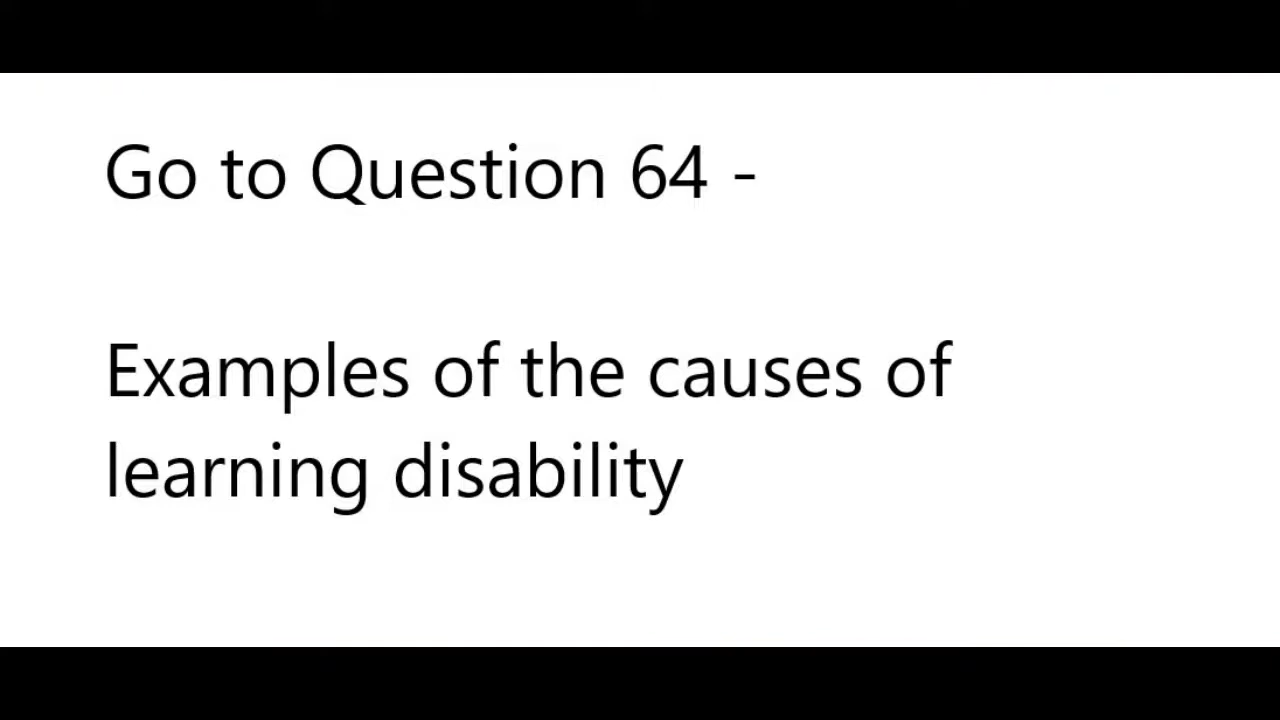 Go to Question 64 -
Examples of the causes of
learning disability